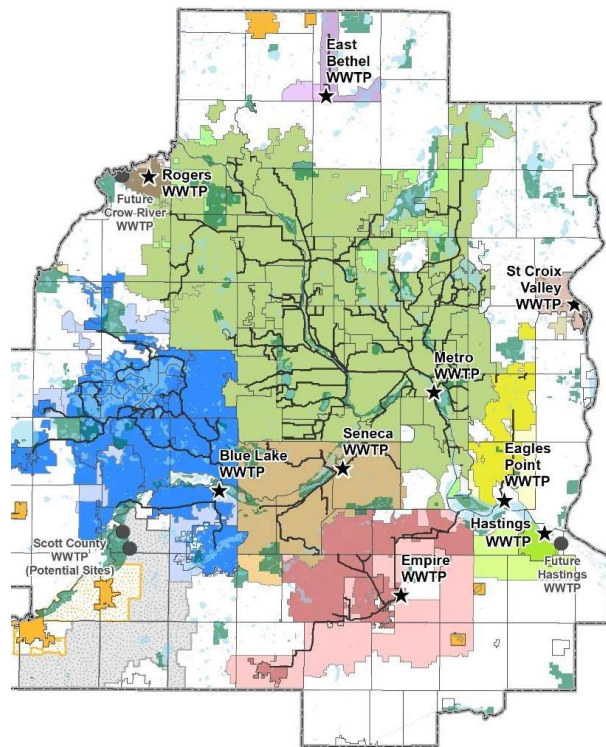 East
Bethel
WWTP
Rogers
WWTP
Future
Crow River
WWTP
St Croix
Valley
WWTP
Metro
WWTP
Seneca
WWTP
Blue Lake
WWTP
Eagles
Point
WWTP
Hastings
WWTP
Scott County
WWTP
(Potential Sites)
Future
Hastings
WWTP
Empire
WWTP